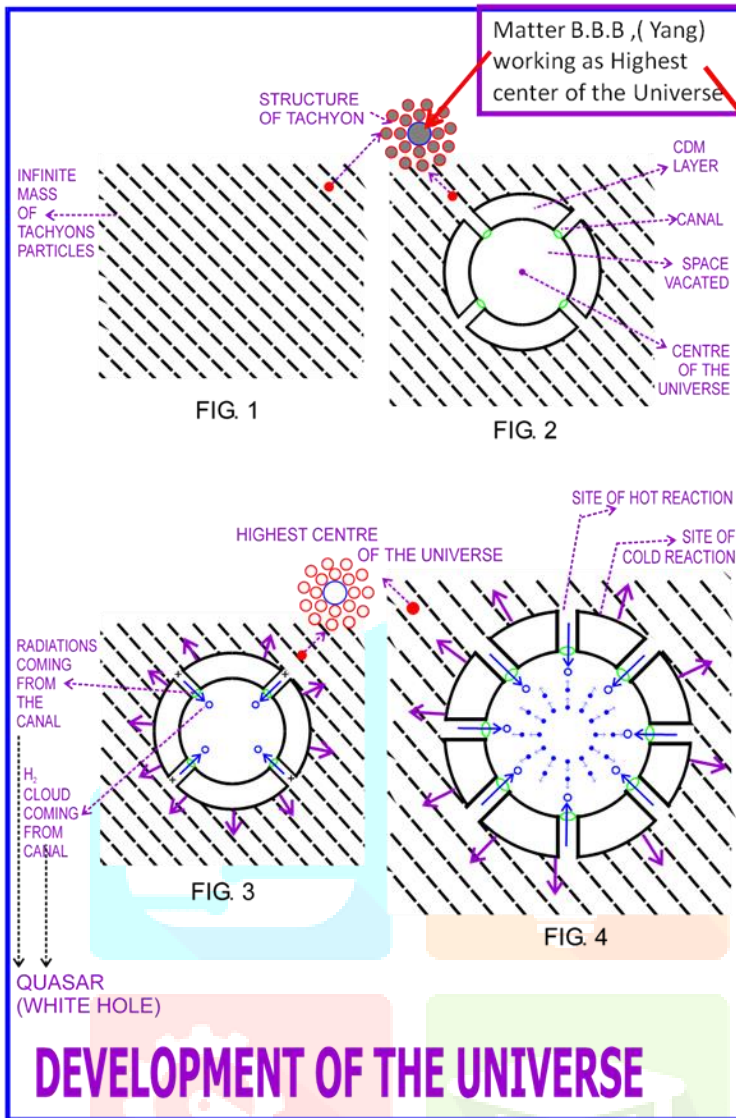 Matter B.B.B ,( Yang)
working as Highest
center of the Universe
STRUCTURE
OF TACHYON
INFINITE
MASS
OF
TACHYONS
PARTICLES
CDM
LAYER
CANAL
SPACE
VACATED
CENTRE
OF THE
UNIVERSE
FIG. 1
FIG. 2
SITE OF HOT REACTION
SITE OF
COLD REACTION
HIGHEST CENTRE
OF THE UNIVERSE
RADIATIONS
COMING
FROM
THE
CANAL
H2
CLOUD
COMING
FROM
CANAL
FIG. 3
FIG. 4
QUASAR
(WHITE HOLE)
DEVELOPMENT OF THE UNIVERSE